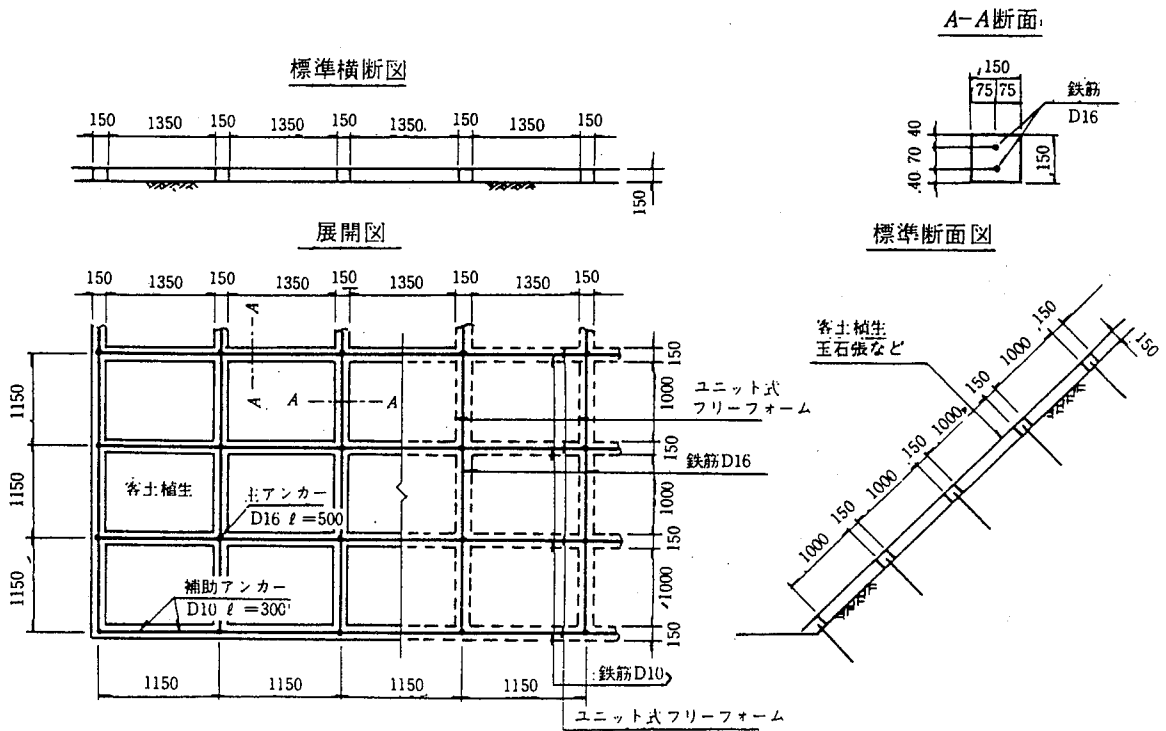 A-A断面
150
75 75
鉄筋
D16
40
70
40
150
標準横断図
150 1350 150 1350 150 1350. 150 1350
150
展開図
150 1350 150 1350 150 1350 150 1350 150
A
A
A A
1150
1150
1150
150
1000
150
1000
150
1000
150
客土植生
主アンカー
D16 ℓ=500
補助アンカー
D10 ℓ=300
ユニット式
フリーフォーム
鉄筋D16
鉄筋D10
ユニット式フリーフォーム
1150 1150 1150 1150
標準断面図
客土植生
玉石張など
150
150
1000
150
1000
150
1000
150
1000